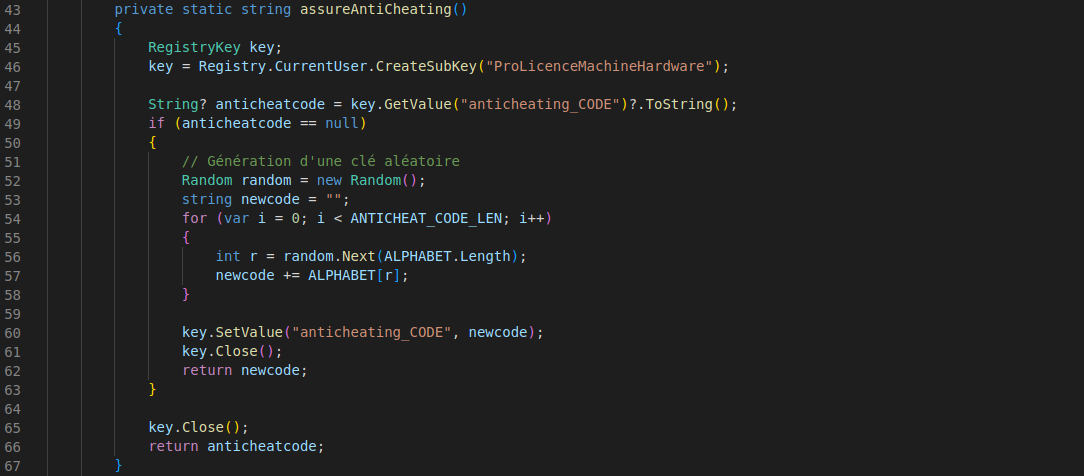 43 private static string assureAntiCheating()
44 {
45 RegistryKey key;
46 key = Registry.CurrentUser.CreateSubKey("ProLicenceMachineHardware");
47
48 String? anticheatcode = key.GetValue("anticheating_CODE")?.ToString();
49 if (anticheatcode == null)
50 {
51 // Génération d'une clé aléatoire
52 Random random = new Random();
53 string newcode = "";
54 for (var i = 0; i < ANTICHEAT_CODE_LEN; i++)
55 {
56 int r = random.Next(ALPHABET.Length);
57 newcode += ALPHABET[r];
58 }
59
60 key.SetValue("anticheating_CODE", newcode);
61 key.Close();
62 return newcode;
63 }
64
65 key.Close();
66 return anticheatcode;
67 }